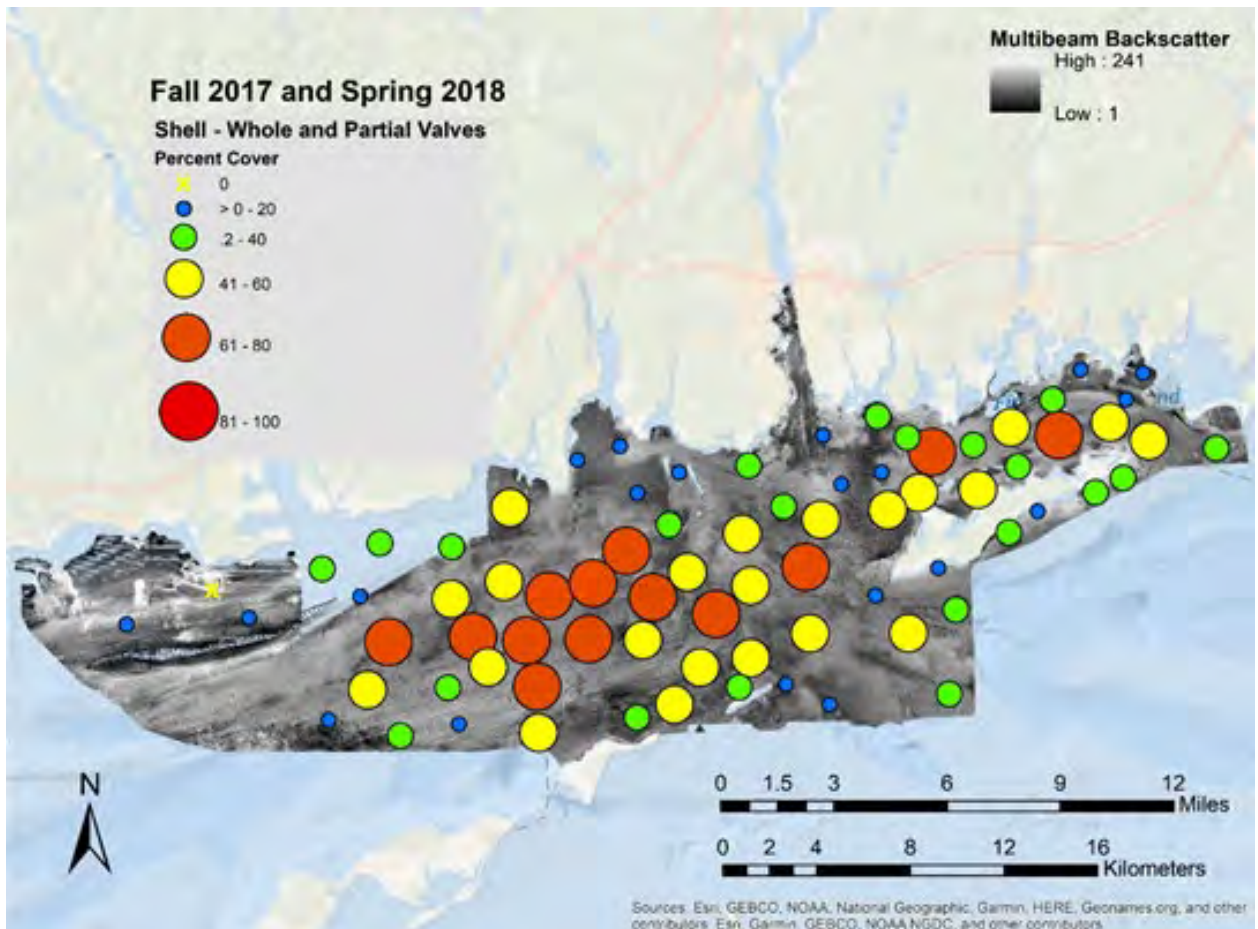 Multibeam Backscatter
High : 241
Low : 1
Fall 2017 and Spring 2018
Shell - Whole and Partial Valves
Percent Cover
0
> 0 - 20
.2 - 40
41 - 60
61 - 80
81 - 100
nd
N
0 1.5 3 6 9 12
Miles
0 2 4 8 12 16
Kilometers
Sources: Esri, GEBCO, NOAA, National Geographic, Garmin, HERE, Geonames.org, and other
contributors. Esri, Garmin, GEBCO, NOAA NGDC, and other contributors